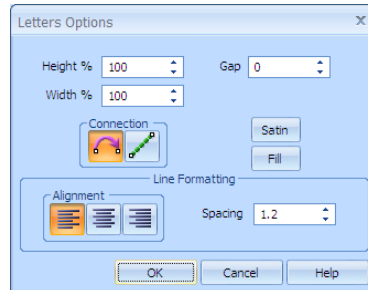 Letters Options x
Height % 100 Gap 0
Width % 100
Connection
Satin
Fill
Line Formatting
Alignment
Spacing 1.2
OK Cancel Help